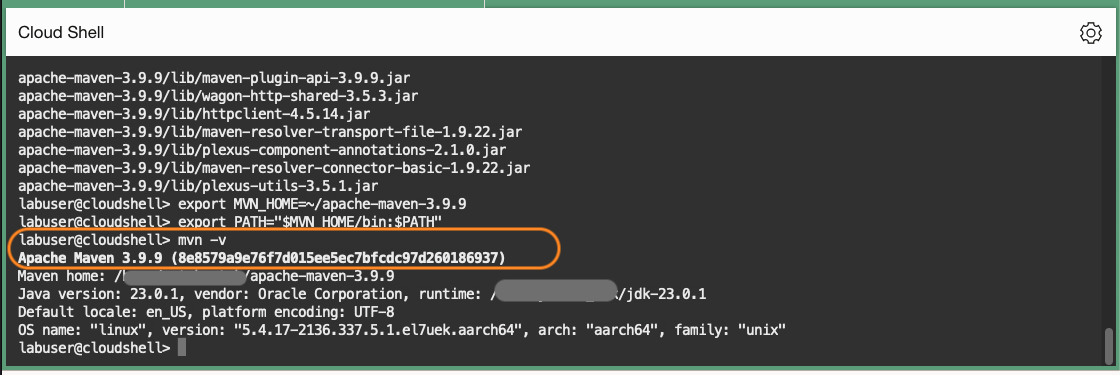 Cloud Shell
apache-maven-3.9.9/lib/maven-plugin-api-3.9.9.jar
apache-maven-3.9.9/lib/wagon-http-shared-3.5.3.jar
apache-maven-3.9.9/lib/httpclient-4.5.14.jar
apache-maven-3.9.9/lib/maven-resolver-transport-file-1.9.22.jar
apache-maven-3.9.9/lib/plexus-component-annotations-2.1.0.jar
apache-maven-3.9.9/lib/maven-resolver-connector-basic-1.9.22.jar
apache-maven-3.9.9/lib/plexus-utils-3.5.1.jar
labuser@cloudshell> export MVN_HOME=~/apache-maven-3.9.9
labuser@cloudshell> export PATH="$MVN_HOME/bin:$PATH"
labuser@cloudshell> mvn -v
Apache Maven 3.9.9 (8e8579a9e76f7d015ee5ec7bfcdc97d260186937)
Maven home: / /apache-maven-3.9.9
Java version: 23.0.1, vendor: Oracle Corporation, runtime: / /jdk-23.0.1
Default locale: en_US, platform encoding: UTF-8
OS name: "linux", version: "5.4.17-2136.337.5.1.el7uek.aarch64", arch: "aarch64", family: "unix"
labuser@cloudshell>